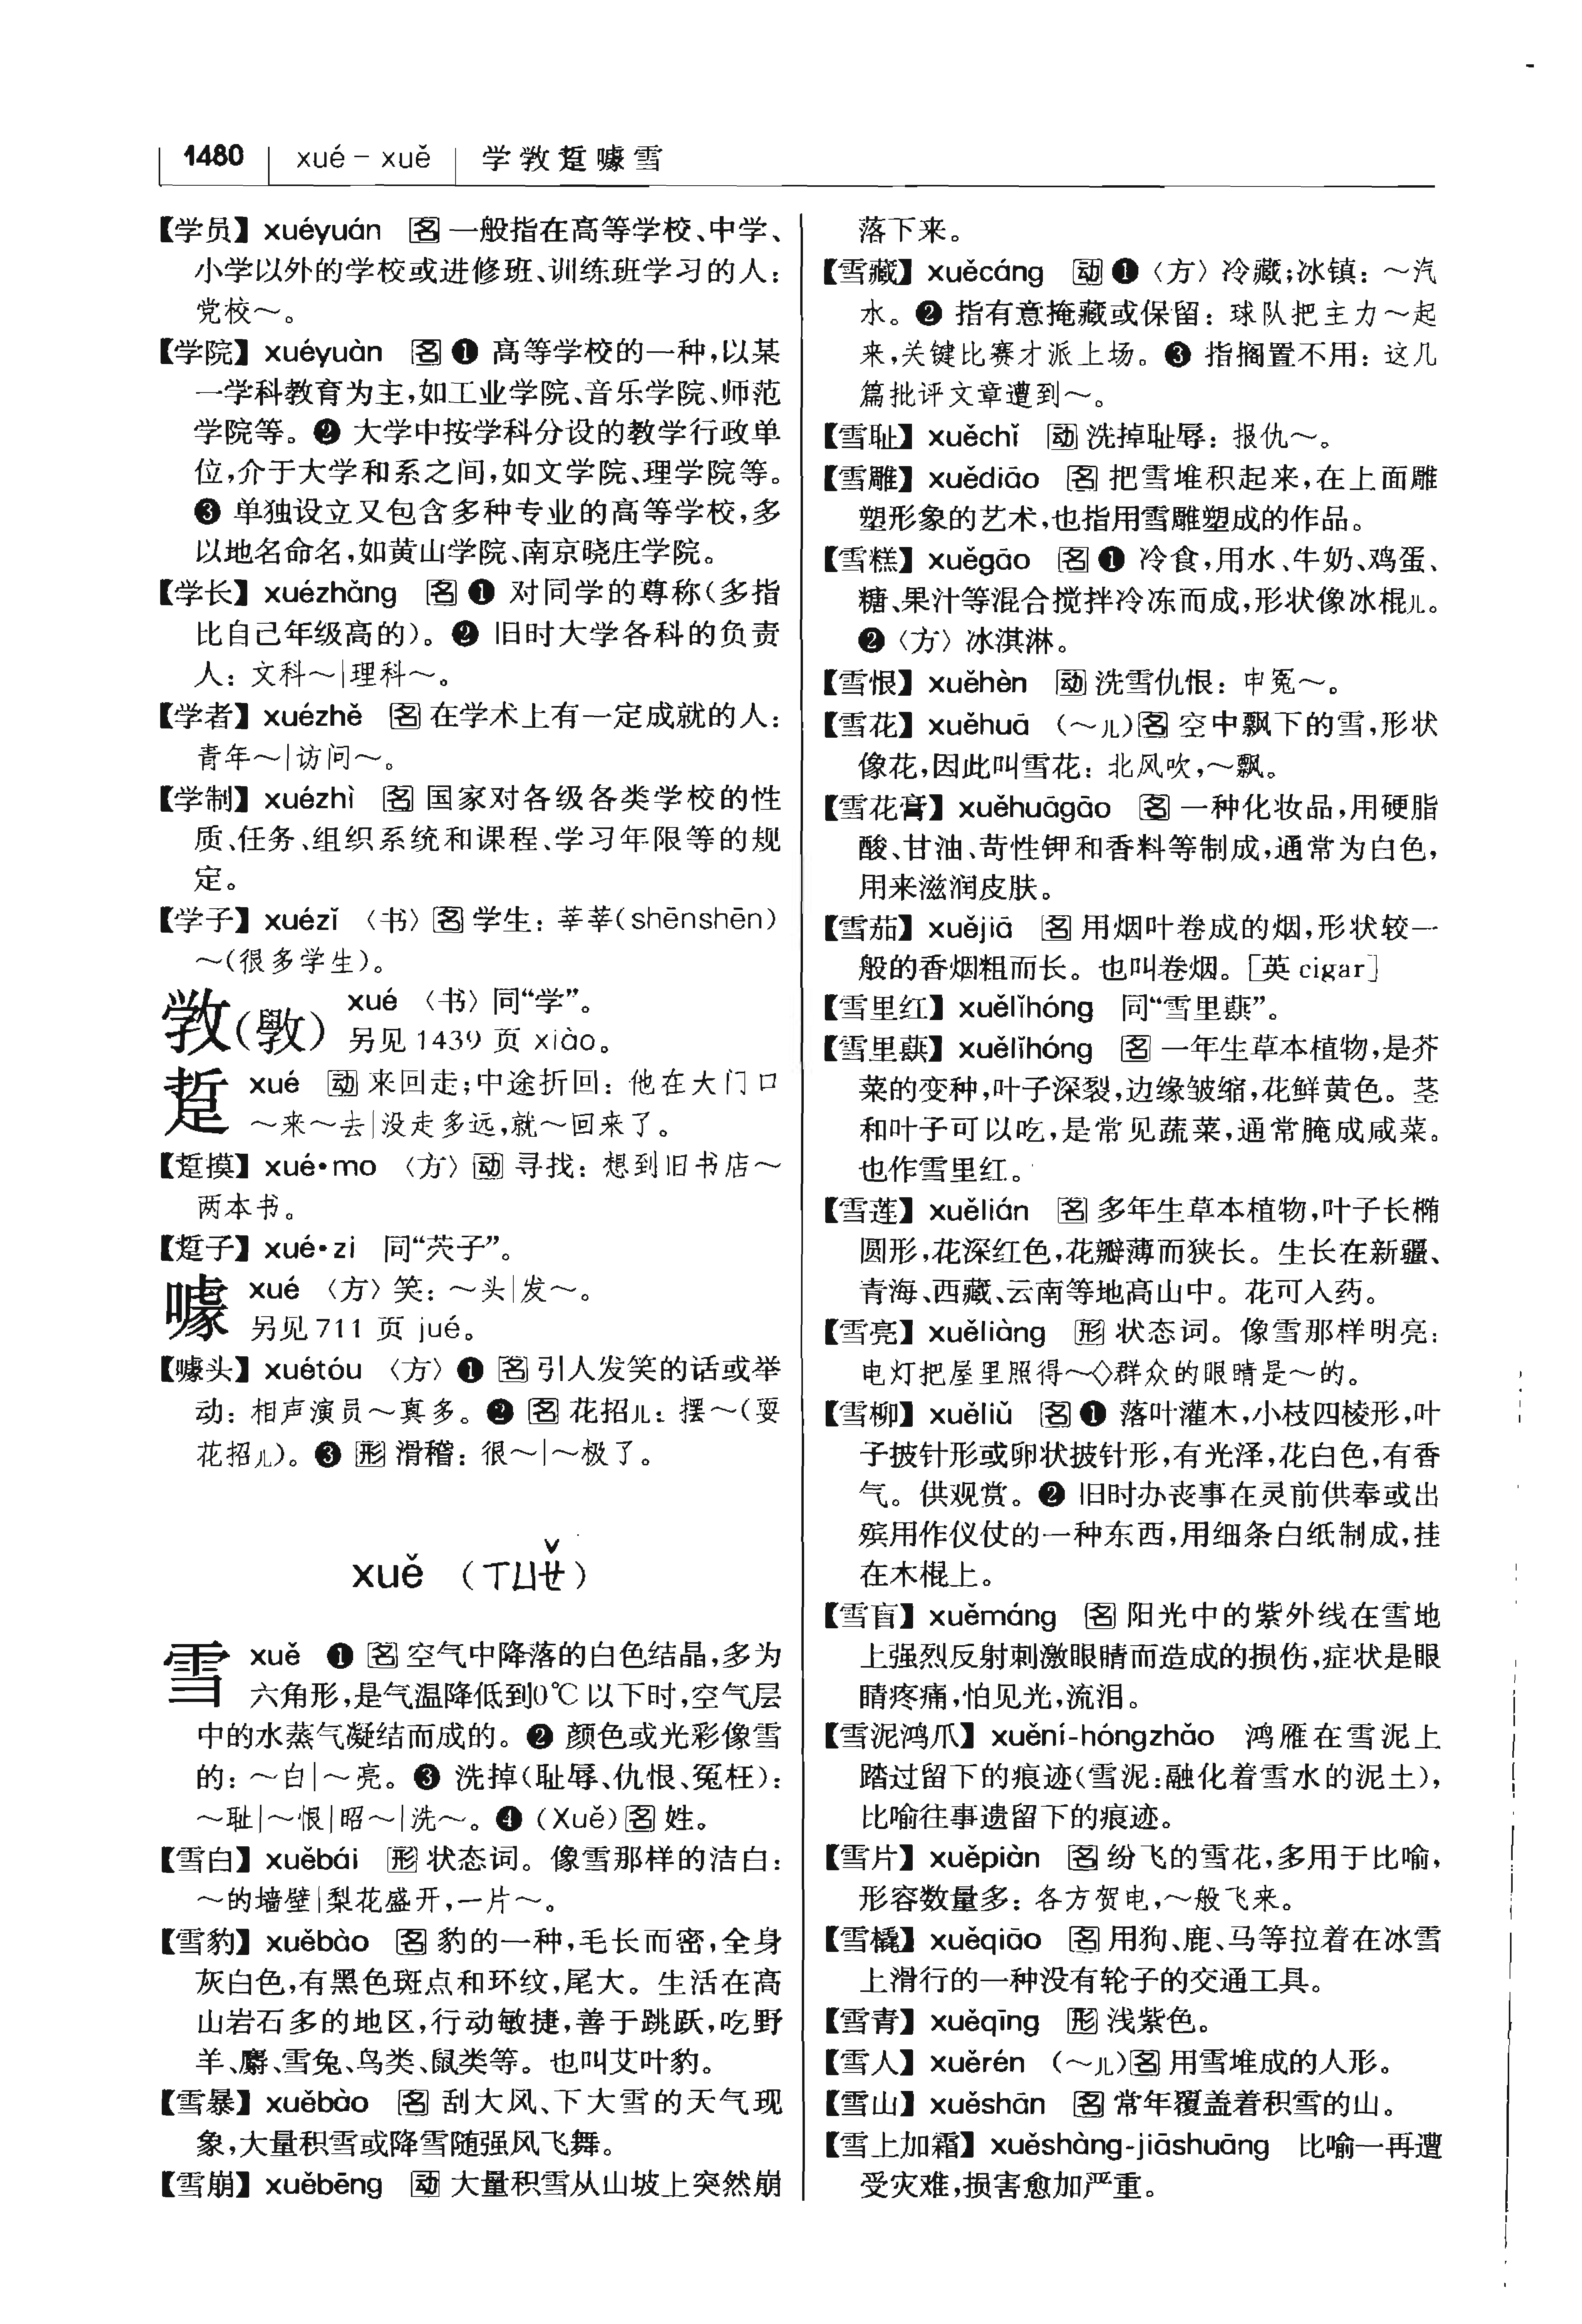 1480 xué – xuě 学敩踅噱雪
【学员】 xuéyuán 名 一般指在高等学校、中学、
小学以外的学校或进修班、训练班学习的人：
党校～。
【学院】 xuéyuàn 名 ❶ 高等学校的一种，以某
一学科教育为主，如工业学院、音乐学院、师范
学院等。❷ 大学中按学科分设的教学行政单
位，介于大学和系之间，如文学院、理学院等。
❸ 单独设立又包含多种专业的高等学校，多
以地名命名，如黄山学院、南京晓庄学院。
【学长】 xuézhǎng 名 ❶ 对同学的尊称（多指
比自己年级高的）。❷ 旧时大学各科的负责
人：文科～|理科～。
【学者】 xuézhě 名 在学术上有一定成就的人：
青年～|访问～。
【学制】 xuézhì 名 国家对各级各类学校的性
质、任务、组织系统和课程、学习年限等的规
定。
【学子】 xuézǐ 〈书〉名 学生：莘莘（shēnshēn）
～（很多学生）。
敩（斆） xué 〈书〉同“学”。
另见 1439 页 xiào。
踅 xué 动 来回走；中途折回：他在大门口
～来～去|没走多远，就～回来了。
【踅摸】 xué·mo 〈方〉动 寻找：想到旧书店～
两本书。
【踅子】 xué·zi 同“茓子”。
噱 xué 〈方〉笑：～头|发～。
另见 711 页 jué。
【噱头】 xuétóu 〈方〉❶ 名 引人发笑的话或举
动：相声演员～真多。❷ 名 花招儿：摆～（耍
花招儿）。❸ 形 滑稽：很～|～极了。
xuě （ㄒㄩㄝˇ）
雪 xuě ❶ 名 空气中降落的白色结晶，多为
六角形，是气温降低到0℃ 以下时，空气层
中的水蒸气凝结而成的。❷ 颜色或光彩像雪
的：～白|～亮。❸ 洗掉（耻辱、仇恨、冤枉）：
～耻|～恨|昭～|洗～。❹（Xuě）名 姓。
【雪白】 xuěbái 形 状态词。像雪那样的洁白：
～的墙壁|梨花盛开，一片～。
【雪豹】 xuěbào 名 豹的一种，毛长而密，全身
灰白色，有黑色斑点和环纹，尾大。生活在高
山岩石多的地区，行动敏捷，善于跳跃，吃野
羊、麝、雪兔、鸟类、鼠类等。也叫艾叶豹。
【雪暴】 xuěbào 名 刮大风、下大雪的天气现
象，大量积雪或降雪随强风飞舞。
【雪崩】 xuěbēng 动 大量积雪从山坡上突然崩
落下来。
【雪藏】 xuěcáng 动 ❶〈方〉冷藏；冰镇：～汽
水。❷ 指有意掩藏或保留：球队把主力～起
来，关键比赛才派上场。❸ 指搁置不用：这几
篇批评文章遭到～。
【雪耻】 xuěchǐ 动 洗掉耻辱：报仇～。
【雪雕】 xuědiāo 名 把雪堆积起来，在上面雕
塑形象的艺术，也指用雪雕塑成的作品。
【雪糕】 xuěgāo 名 ❶ 冷食，用水、牛奶、鸡蛋、
糖、果汁等混合搅拌冷冻而成，形状像冰棍儿。
❷〈方〉冰淇淋。
【雪恨】 xuěhèn 动 洗雪仇恨：申冤～。
【雪花】 xuěhuā （～儿）名 空中飘下的雪，形状
像花，因此叫雪花：北风吹，～飘。
【雪花膏】 xuěhuāgāo 名 一种化妆品，用硬脂
酸、甘油、苛性钾和香料等制成，通常为白色，
用来滋润皮肤。
【雪茄】 xuějiā 名 用烟叶卷成的烟，形状较一
般的香烟粗而长。也叫卷烟。［英 cigar］
【雪里红】 xuělǐhóng 同“雪里蕻”。
【雪里蕻】 xuělǐhóng 名 一年生草本植物，是芥
菜的变种，叶子深裂，边缘皱缩，花鲜黄色。茎
和叶子可以吃，是常见蔬菜，通常腌成咸菜。
也作雪里红。
【雪莲】 xuělián 名 多年生草本植物，叶子长椭
圆形，花深红色，花瓣薄而狭长。生长在新疆、
青海、西藏、云南等地高山中。花可入药。
【雪亮】 xuěliàng 形 状态词。像雪那样明亮：
电灯把屋里照得～◇群众的眼睛是～的。
【雪柳】 xuěliǔ 名 ❶ 落叶灌木，小枝四棱形，叶
子披针形或卵状披针形，有光泽，花白色，有香
气。供观赏。❷ 旧时办丧事在灵前供奉或出
殡用作仪仗的一种东西，用细条白纸制成，挂
在木棍上。
【雪盲】 xuěmáng 名 阳光中的紫外线在雪地
上强烈反射刺激眼睛而造成的损伤，症状是眼
睛疼痛，怕见光，流泪。
【雪泥鸿爪】 xuění-hóngzhǎo 鸿雁在雪泥上
踏过留下的痕迹（雪泥：融化着雪水的泥土），
比喻往事遗留下的痕迹。
【雪片】 xuěpiàn 名 纷飞的雪花，多用于比喻，
形容数量多：各方贺电，～般飞来。
【雪橇】 xuěqiāo 名 用狗、鹿、马等拉着在冰雪
上滑行的一种没有轮子的交通工具。
【雪青】 xuěqīng 形 浅紫色。
【雪人】 xuěrén （～儿）名 用雪堆成的人形。
【雪山】 xuěshān 名 常年覆盖着积雪的山。
【雪上加霜】 xuěshàng-jiāshuāng 比喻一再遭
受灾难，损害愈加严重。